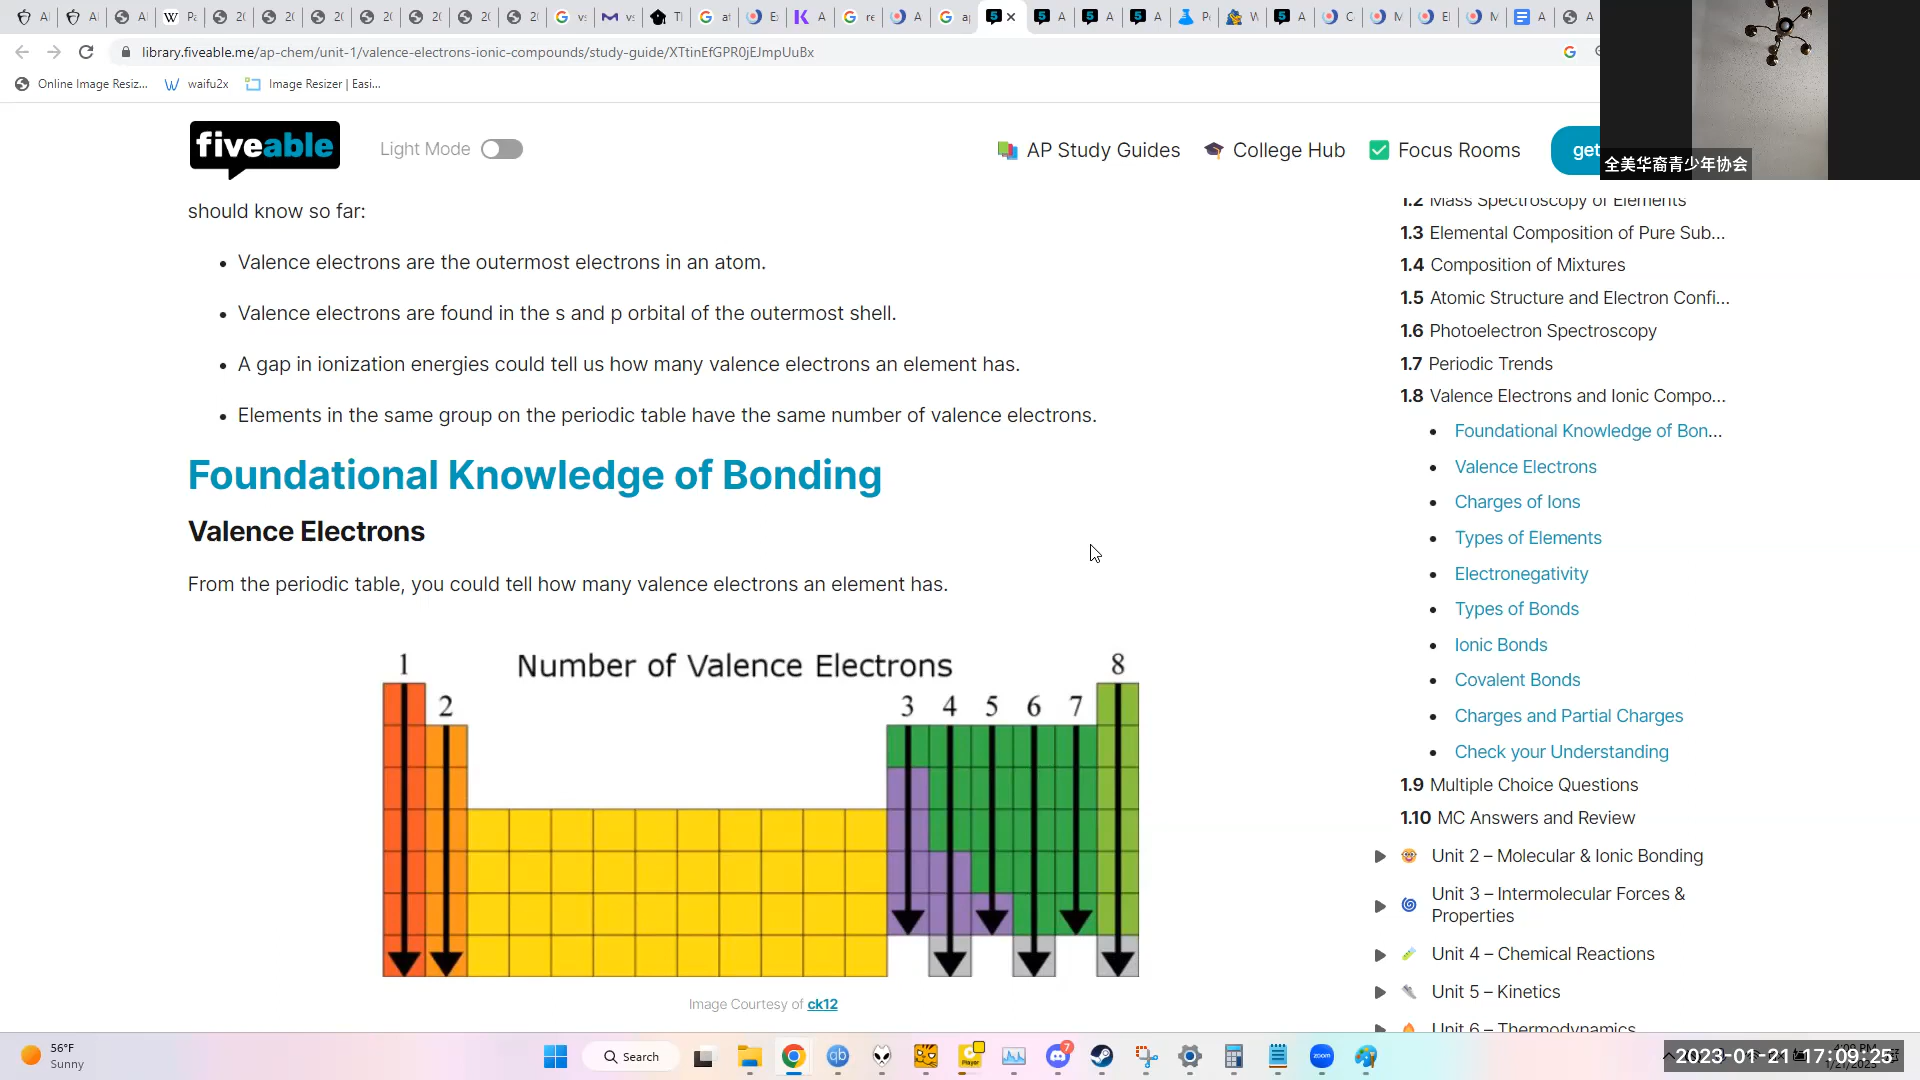 library.fiveable.me/ap-chem/unit-1/valence-electrons-ionic-compounds/study-guide/XTtinEfGPR0jEJmpUuBx
Online Image Resiz...
waifu2x
Image Resizer | Easi...
fiveable
Light Mode
AP Study Guides
College Hub
Focus Rooms
get
全美华裔青少年协会
should know so far:
Valence electrons are the outermost electrons in an atom.
Valence electrons are found in the s and p orbital of the outermost shell.
A gap in ionization energies could tell us how many valence electrons an element has.
Elements in the same group on the periodic table have the same number of valence electrons.
Foundational Knowledge of Bonding
Valence Electrons
From the periodic table, you could tell how many valence electrons an element has.
Number of Valence Electrons
1
2
3 4 5 6 7
8
Image Courtesy of ck12
1.2 Mass Spectroscopy of Elements
1.3 Elemental Composition of Pure Sub...
1.4 Composition of Mixtures
1.5 Atomic Structure and Electron Confi...
1.6 Photoelectron Spectroscopy
1.7 Periodic Trends
1.8 Valence Electrons and Ionic Compo...
Foundational Knowledge of Bon...
Valence Electrons
Charges of Ions
Types of Elements
Electronegativity
Types of Bonds
Ionic Bonds
Covalent Bonds
Charges and Partial Charges
Check your Understanding
1.9 Multiple Choice Questions
1.10 MC Answers and Review
Unit 2 – Molecular & Ionic Bonding
Unit 3 – Intermolecular Forces &
Properties
Unit 4 – Chemical Reactions
Unit 5 – Kinetics
Unit 6 – Thermodynamics
56°F
Sunny
Search
2023-01-21 17:09:25